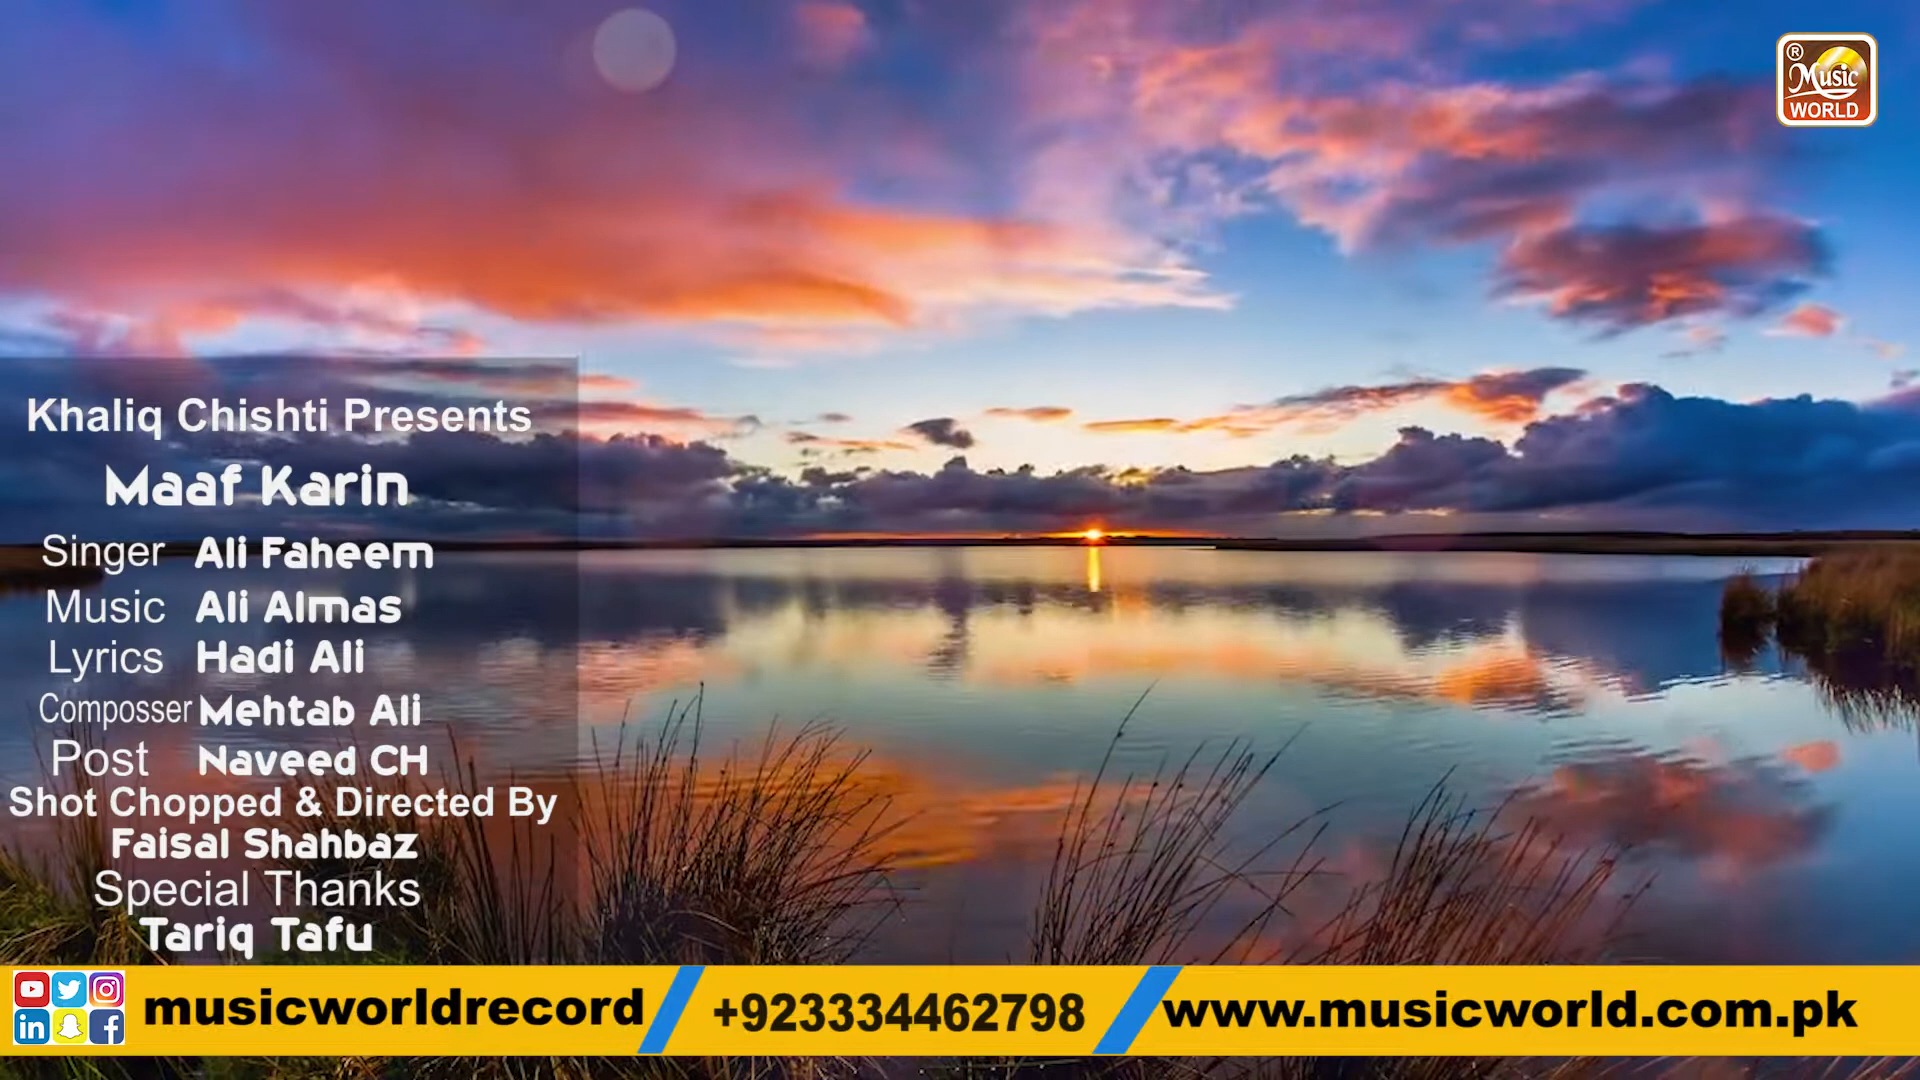 ® Music
WORLD
Khaliq Chishti Presents
Maaf Karin
Singer Ali Faheem
Music Ali Almas
Lyrics Hadi Ali
Composser Mehtab Ali
Post Naveed CH
Shot Chopped & Directed By
Faisal Shahbaz
Special Thanks
Tariq Tafu
musicworldrecord +923334462798 www.musicworld.com.pk